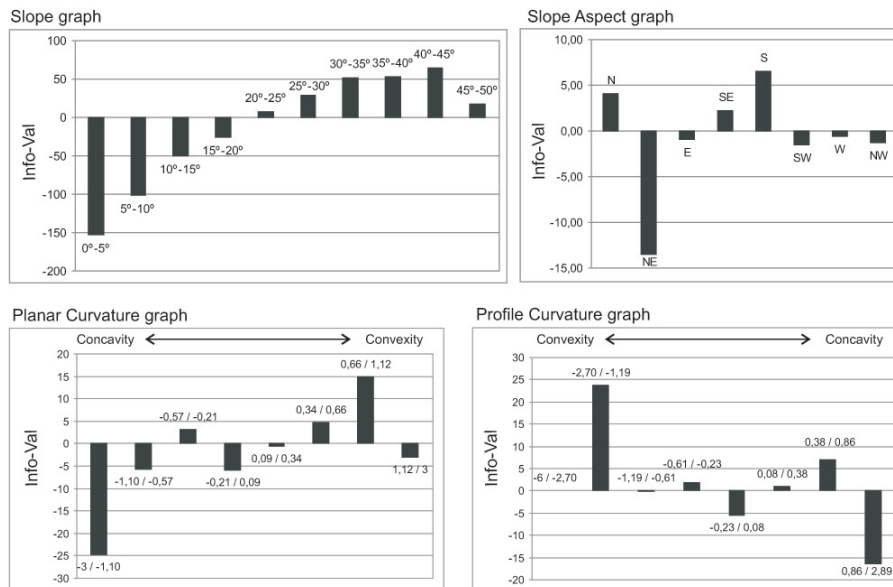 Slope graph
100
50
0
-50
-100
-150
-200
Info-Val
0º-5º
5º-10º
10º-15º
15º-20º
20º-25º
25º-30º
30º-35º
35º-40º
40º-45º
45º-50º
Slope Aspect graph
10,00
5,00
0,00
-5,00
-10,00
-15,00
Info-Val
N
NE
E
SE
S
SW
W
NW
Planar Curvature graph
Concavity
Convexity
20
15
10
5
0
-5
-10
-15
-20
-25
-30
Info-Val
-3 / -1,10
-1,10 / -0,57
-0.57 / -0,21
-0,21 / 0,09
0,09 / 0,34
0,34 / 0,66
0,66 / 1,12
1,12 / 3
Profile Curvature graph
Convexity
Concavity
30
25
20
15
10
5
0
-5
-10
-15
-20
Info-Val
-6 / -2,70
-2,70 / -1,19
-1,19 / -0,61
-0,61 / -0,23
-0,23 / 0,08
0,08 / 0,38
0,38 / 0,86
0,86 / 2,89